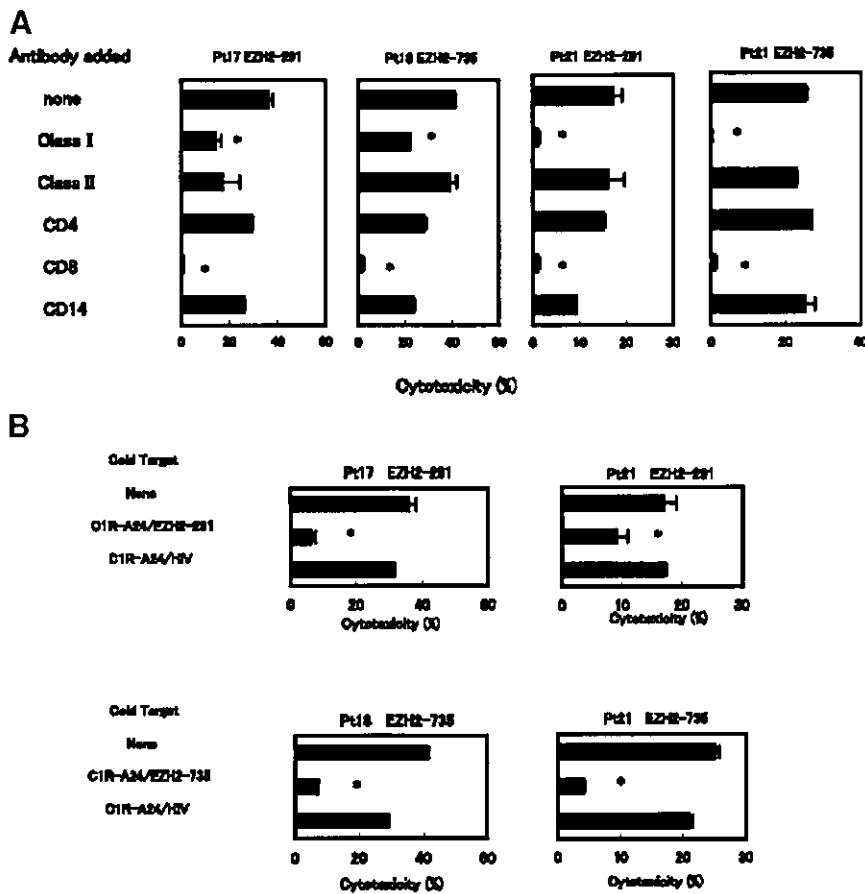 A
Antibody added
Pt17 EZH2-291 Pt18 EZH2-735 Pt21 EZH2-291 Pt21 EZH2-735
none
Class I
Class II
CD4
CD8
CD14
0 20 40 60 0 20 40 60 0 10 20 30 0 20 40
Cytotoxicity (%)
B
Cold Target
Pt17 EZH2-291 Pt21 EZH2-291
None
C1R-A24/EZH2-291
C1R-A24/HIV
0 20 40 60 0 10 20 30
Cytotoxicity (%) Cytotoxicity (%)
Cold Target
Pt18 EZH2-735 Pt21 EZH2-735
None
C1R-A24/EZH2-735
C1R-A24/HIV
0 20 40 60 0 10 20 30
Cytotoxicity (%) Cytotoxicity (%)